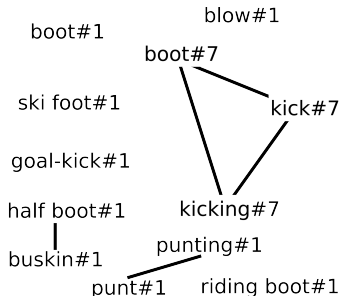 blow#1
boot#1
boot#7
ski foot#1
kick#7
goal-kick#1
half boot#1
kicking#7
punting#1
buskin#1
punt#1
riding boot#1